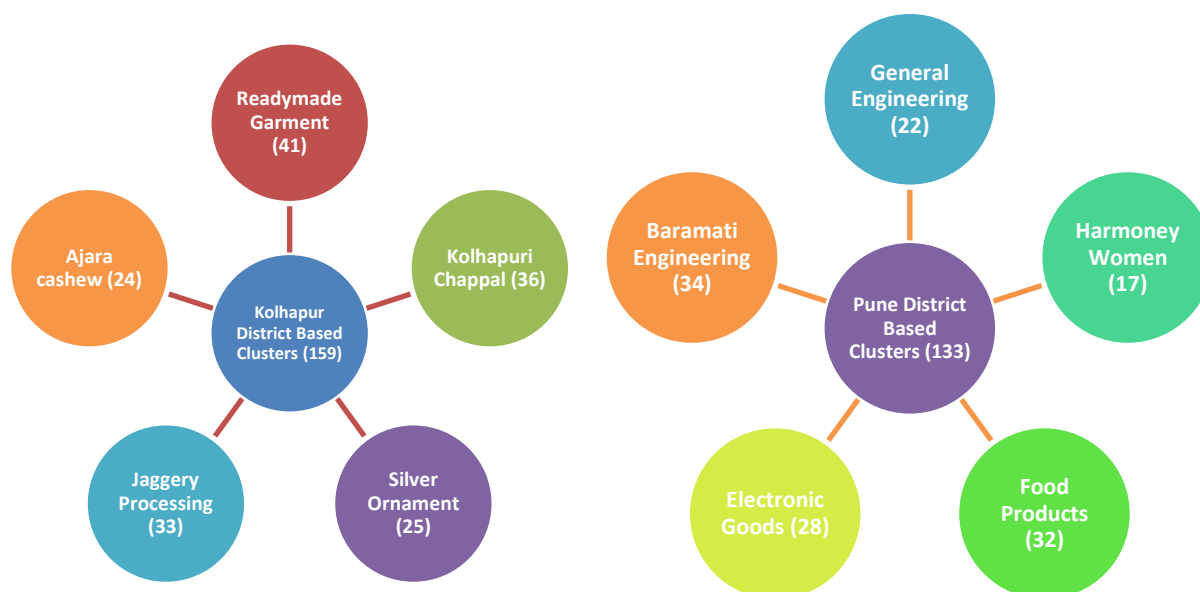 Readymade
Garment
(41)
Kolhapuri
Chappal (36)
Silver
Ornament
(25)
Jaggery
Processing
(33)
Ajara
cashew (24)
Kolhapur
District Based
Clusters (159)
General
Engineering
(22)
Harmoney
Women
(17)
Food
Products
(32)
Electronic
Goods (28)
Baramati
Engineering
(34)
Pune District
Based
Clusters (133)